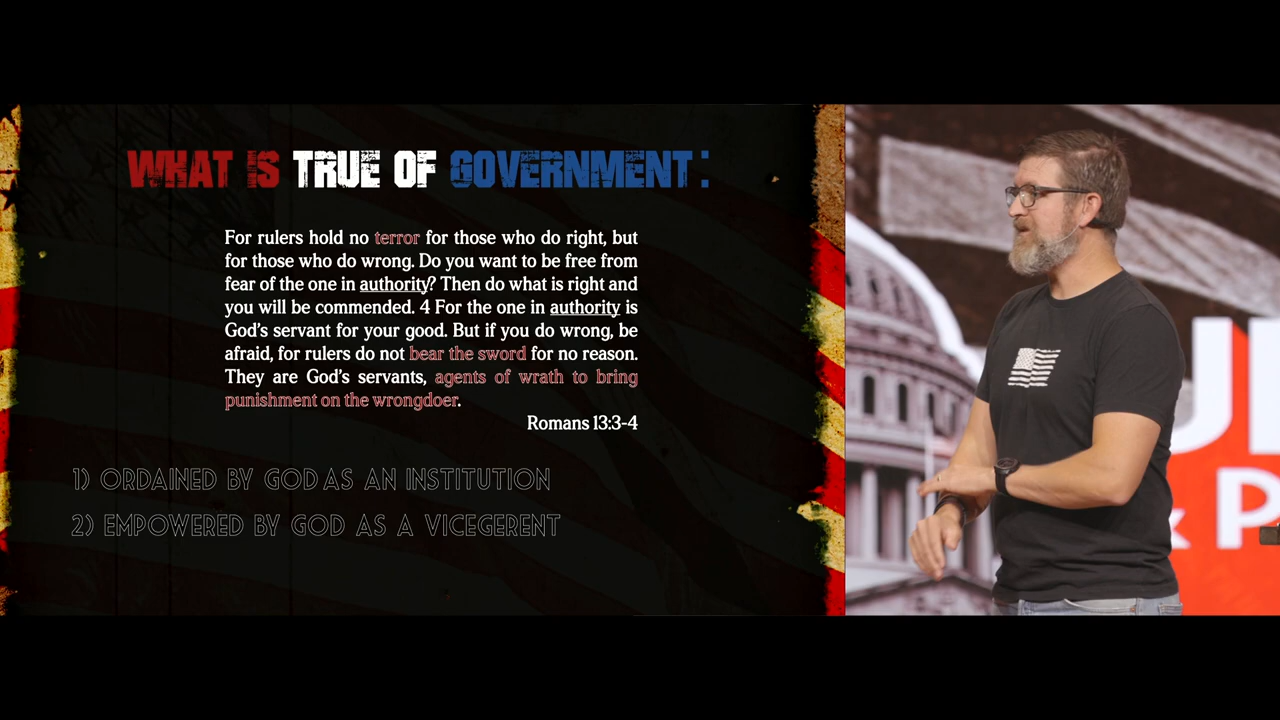 WHAT IS TRUE OF GOVERNMENT:
For rulers hold no terror for those who do right, but
for those who do wrong. Do you want to be free from
fear of the one in authority? Then do what is right and
you will be commended. 4 For the one in authority is
God's servant for your good. But if you do wrong, be
afraid, for rulers do not bear the sword for no reason.
They are God's servants, agents of wrath to bring
punishment on the wrongdoer.
Romans 13:3-4
1) ORDAINED BY GOD AS AN INSTITUTION
2) EMPOWERED BY GOD AS A VICEGERENT
& P